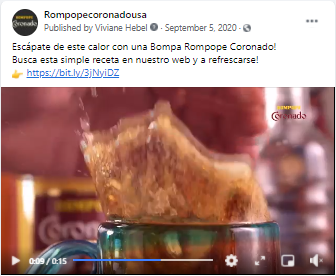 Rompopecoronadousa
Published by Viviane Hebel · September 5, 2020 ·
Escápate de este calor con una Bompa Rompope Coronado!
Busca esta simple receta en nuestro web y a refrescarse!
👉 https://bit.ly/3jNyiDZ
ROMPOPE
Coronado
0:09 / 0:15